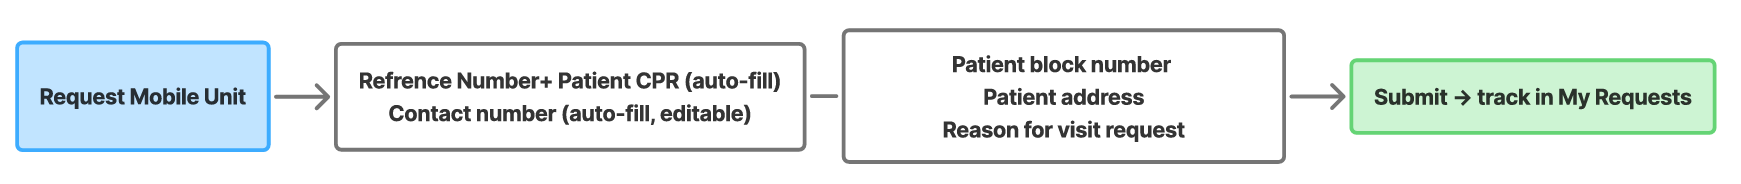 Request Mobile Unit
Refrence Number+ Patient CPR (auto-fill)
Contact number (auto-fill, editable)
Patient block number
Patient address
Reason for visit request
Submit → track in My Requests